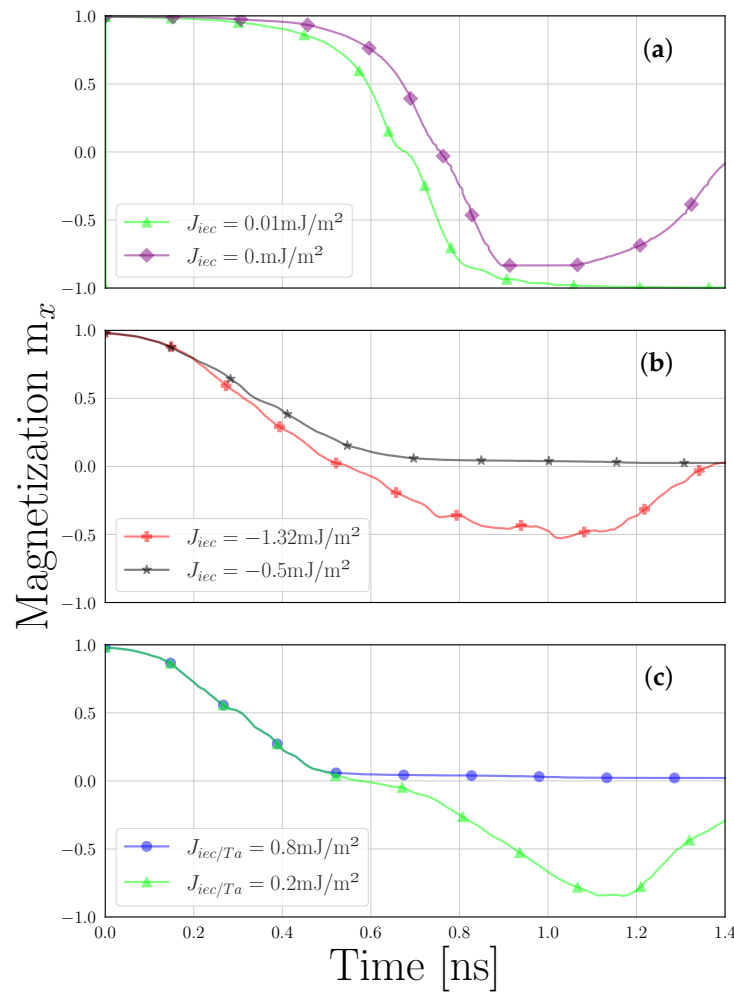 1.0
(a)
0.5
0.0
−0.5
J_iec = 0.01mJ/m²
J_iec = 0.mJ/m²
−1.0
1.0
(b)
0.5
0.0
−0.5
J_iec = −1.32mJ/m²
J_iec = −0.5mJ/m²
−1.0
Magnetization m_x
1.0
(c)
0.5
0.0
−0.5
J_iec/Ta = 0.8mJ/m²
J_iec/Ta = 0.2mJ/m²
−1.0
0.0 0.2 0.4 0.6 0.8 1.0 1.2 1.4
Time [ns]